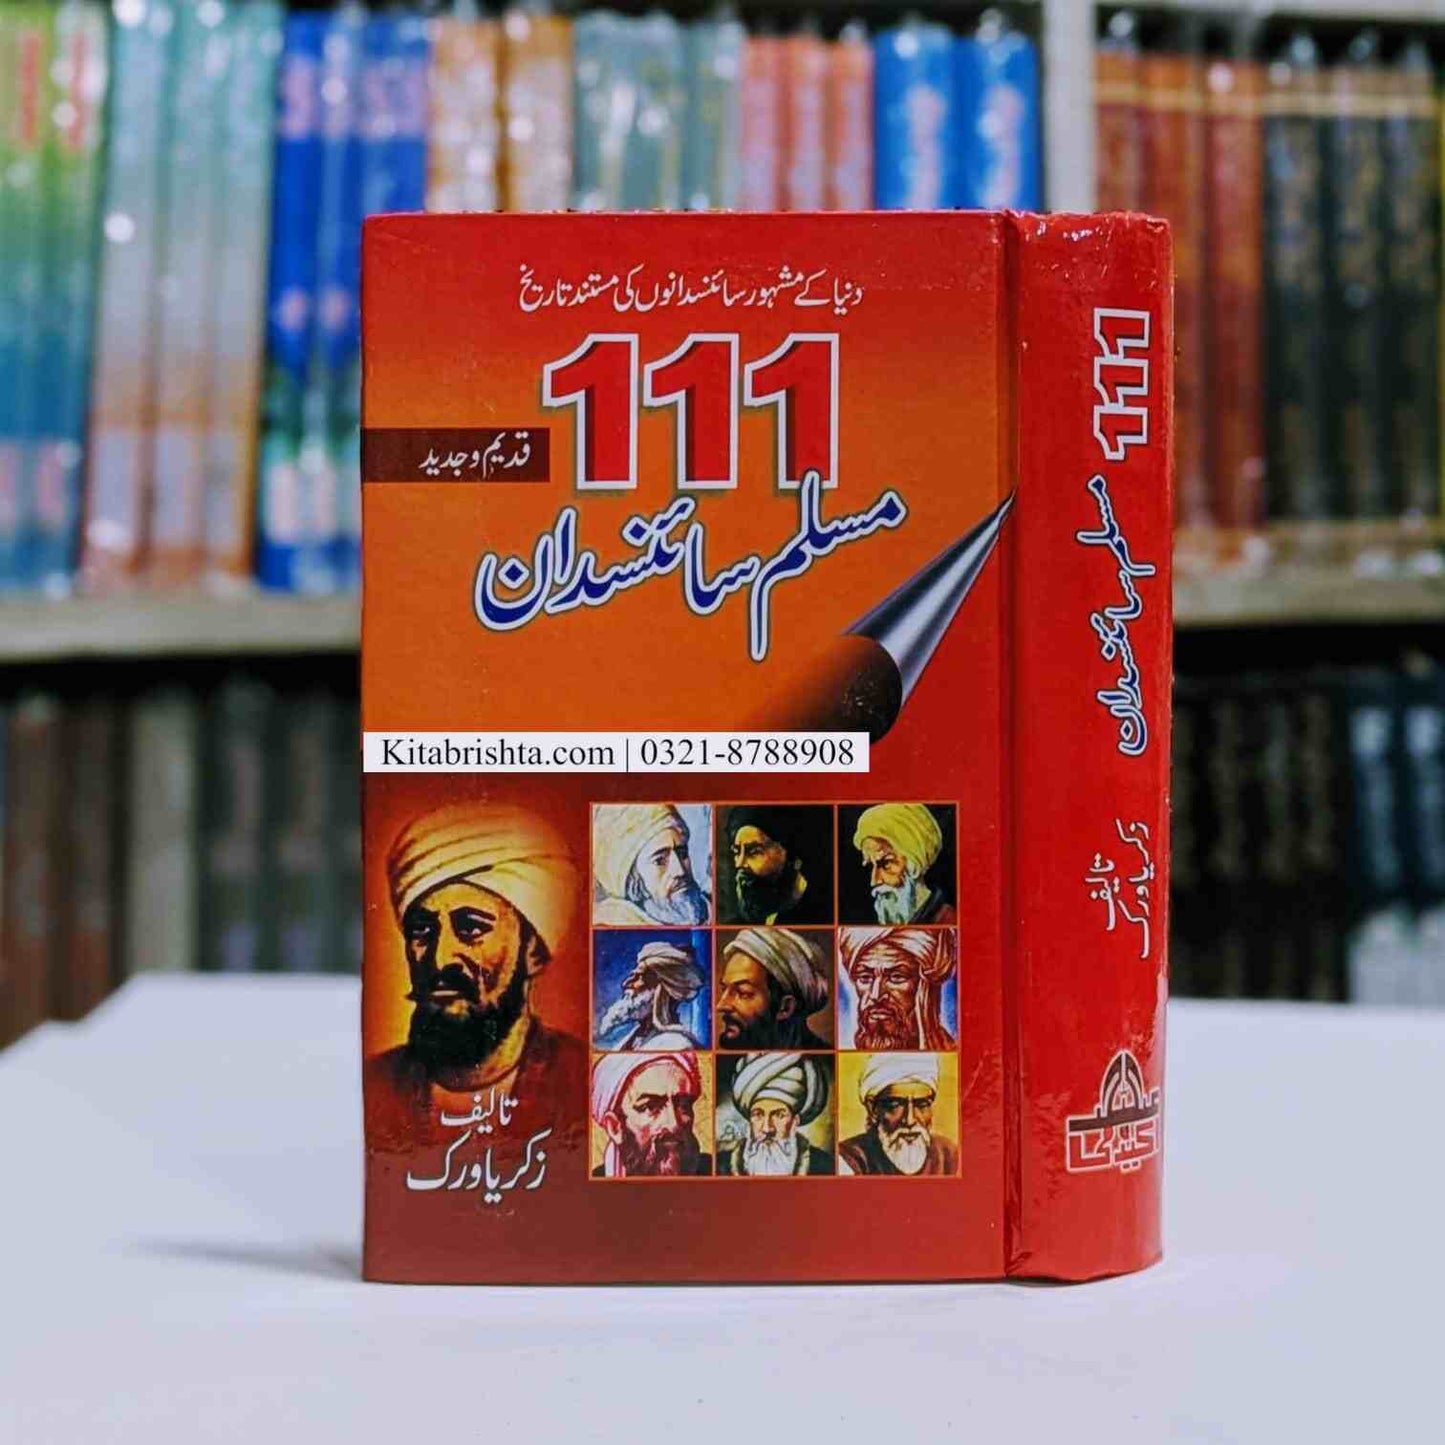 دنیا کے مشہور سائنسدانوں کی مستند تاریخ
111
قدیم و جدید
مسلم سائنسدان
Kitabrishta.com | 0321-8788908
تالیف
زکریا ورک
111
مسلم سائنسدان
تالیف
زکریا ورک